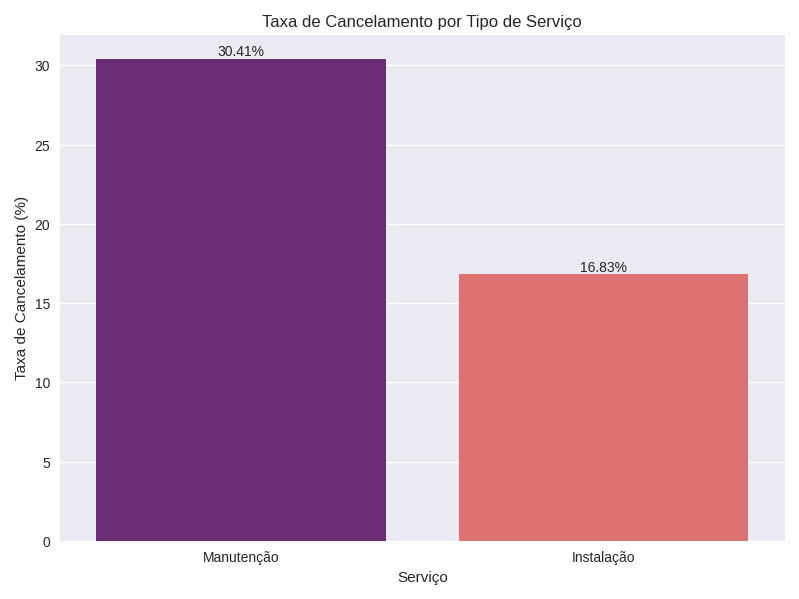 Taxa de Cancelamento por Tipo de Serviço
30.41%
16.83%
Taxa de Cancelamento (%)
30
25
20
15
10
5
0
Manutenção
Instalação
Serviço